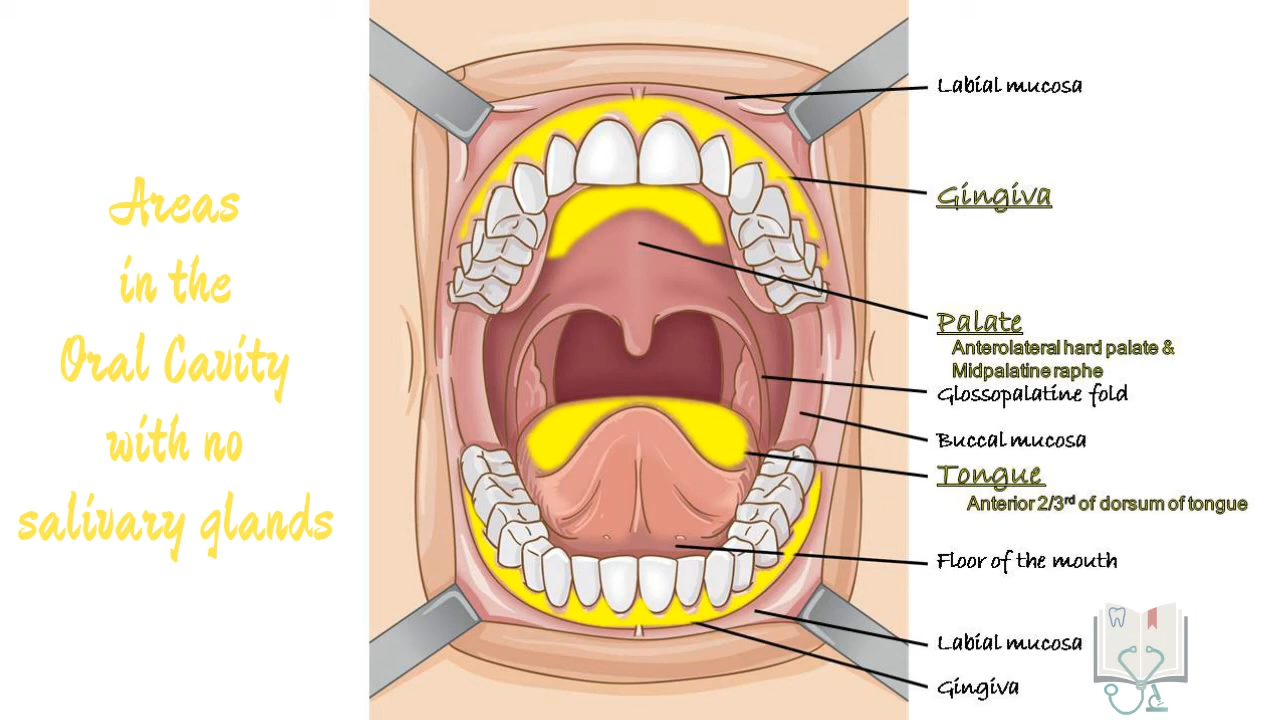 Areas
in the
Oral Cavity
with no
salivary glands
Labial mucosa
Gingiva
Palate
Anterolateral hard palate &
Midpalatine raphe
Glossopalatine fold
Buccal mucosa
Tongue
Anterior 2/3rd of dorsum of tongue
Floor of the mouth
Labial mucosa
Gingiva